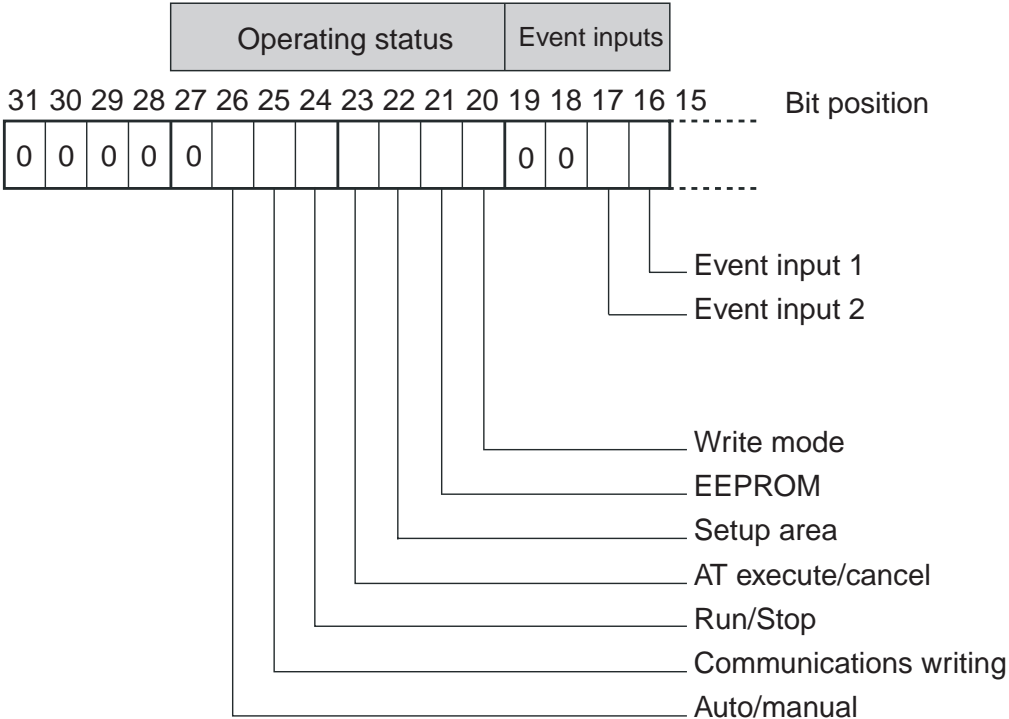 Operating status Event inputs
31 30 29 28 27 26 25 24 23 22 21 20 19 18 17 16 15 Bit position
0 0 0 0 0 0 0
Event input 1
Event input 2
Write mode
EEPROM
Setup area
AT execute/cancel
Run/Stop
Communications writing
Auto/manual